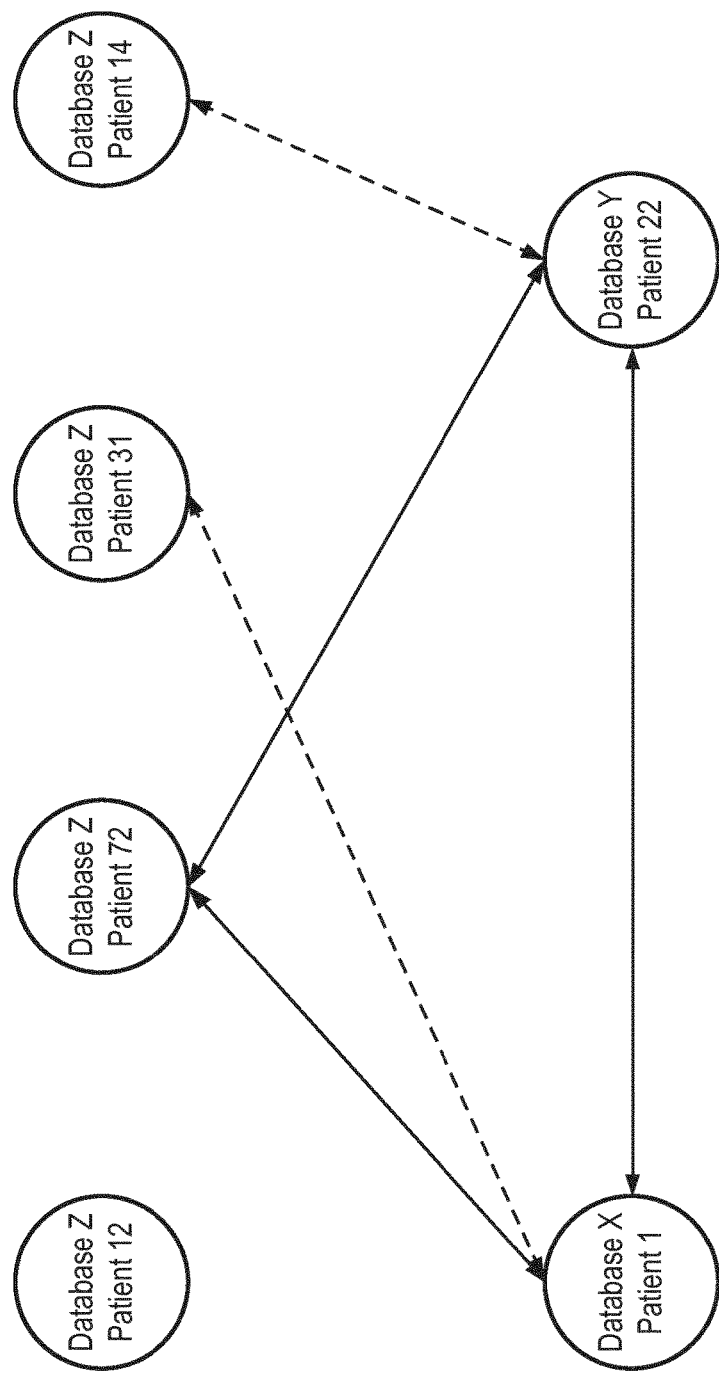 Database Z
Patient 12
Database Z
Patient 72
Database Z
Patient 31
Database Z
Patient 14
Database X
Patient 1
Database Y
Patient 22